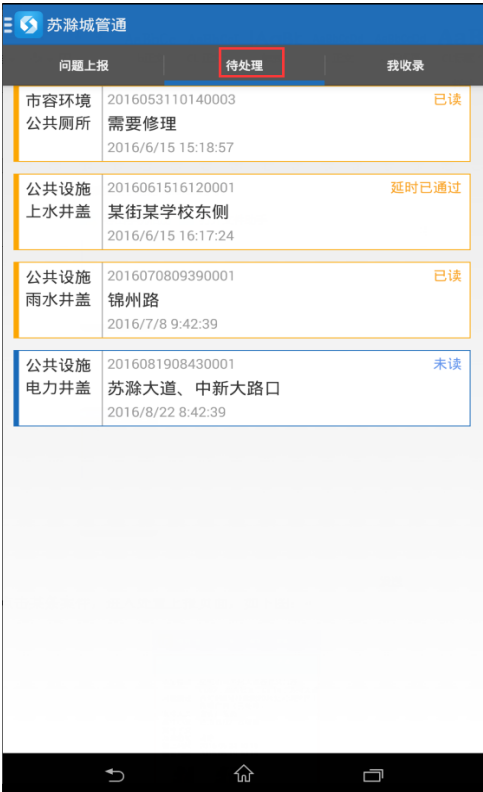 苏滁城管通
问题上报 待处理 我收录
市容环境 2016053110140003 已读
公共厕所 需要修理
2016/6/15 15:18:57
公共设施 2016061516120001 延时已通过
上水井盖 某街某学校东侧
2016/6/15 16:17:24
公共设施 2016070809390001 已读
雨水井盖 锦州路
2016/7/8 9:42:39
公共设施 2016081908430001 未读
电力井盖 苏滁大道、中新大路口
2016/8/22 8:42:39